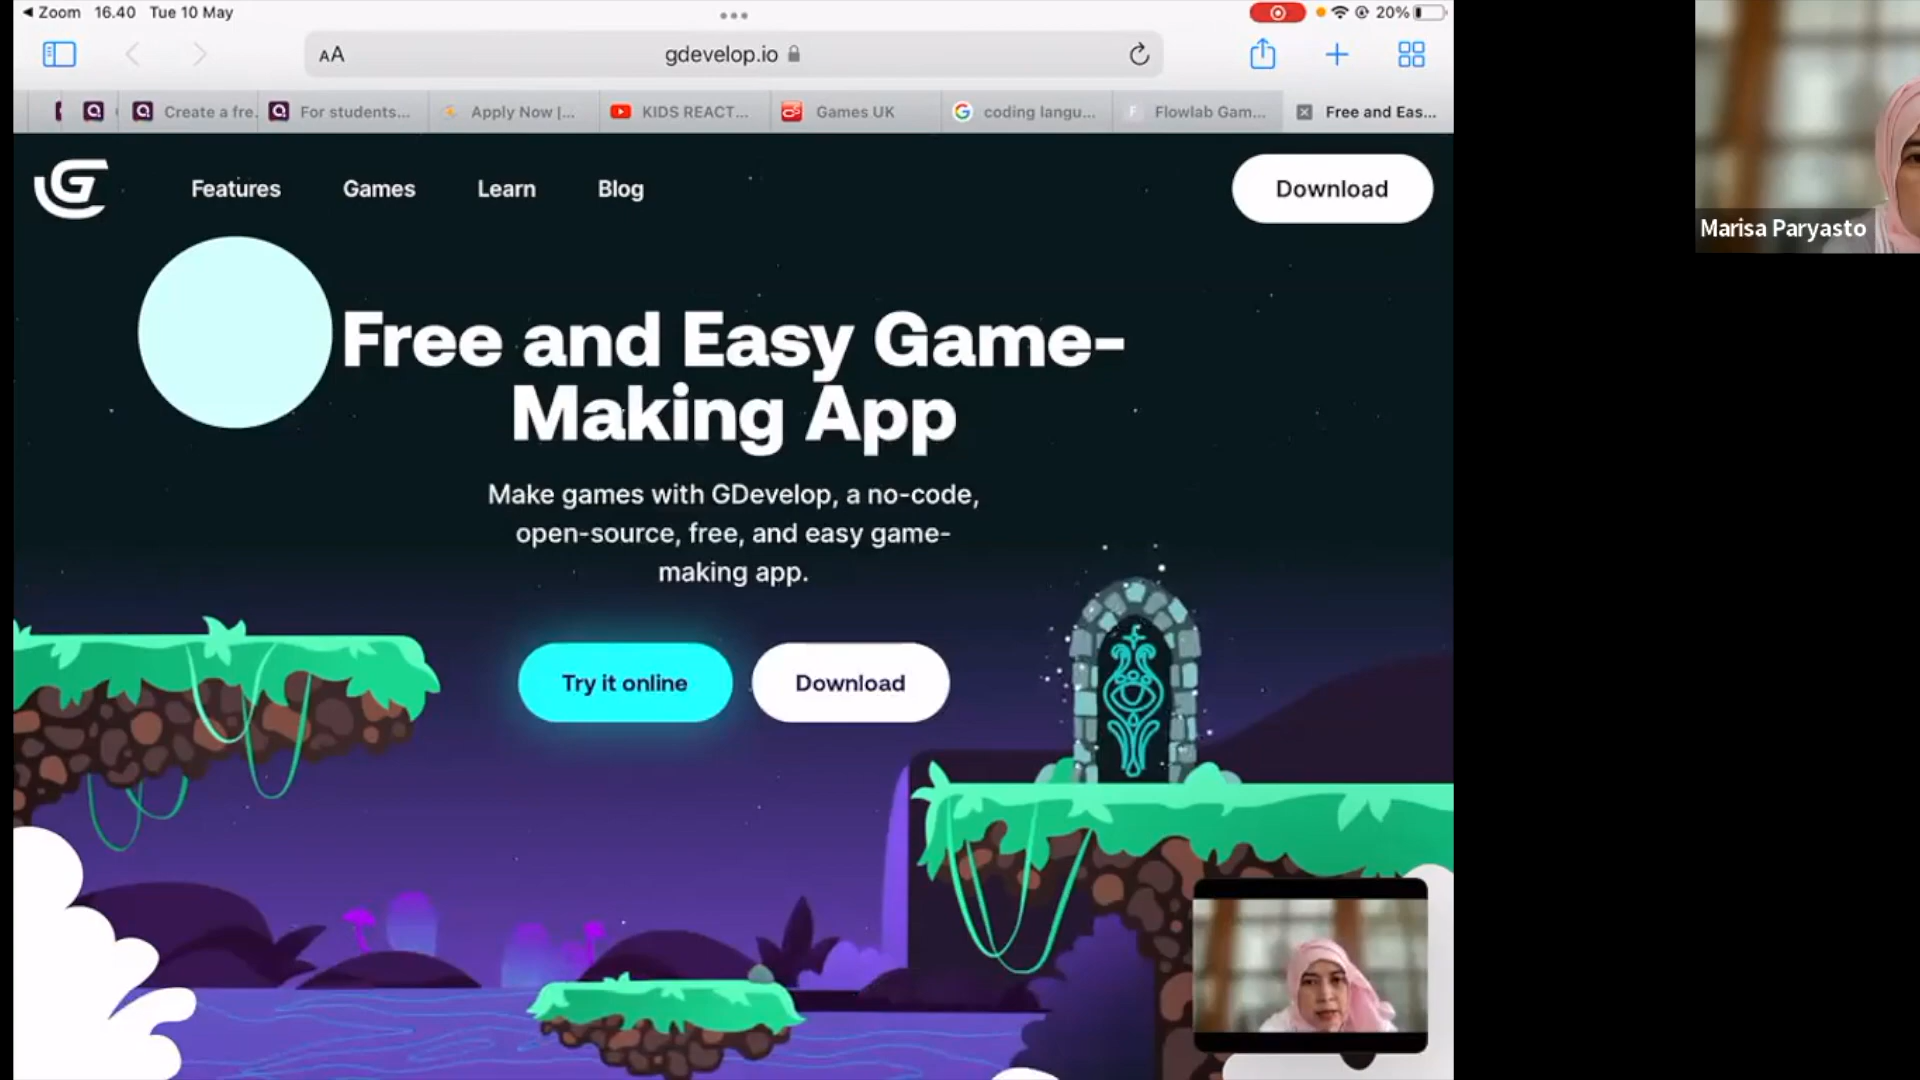 Zoom 16.40 Tue 10 May
20%
AA
gdevelop.io
Create a fre.
For students...
Apply Now |...
KIDS REACT...
Games UK
coding langu...
Flowlab Gam...
Free and Eas...
Features
Games
Learn
Blog
Download
Marisa Paryasto
Free and Easy Game-
Making App
Make games with GDevelop, a no-code,
open-source, free, and easy game-
making app.
Try it online
Download